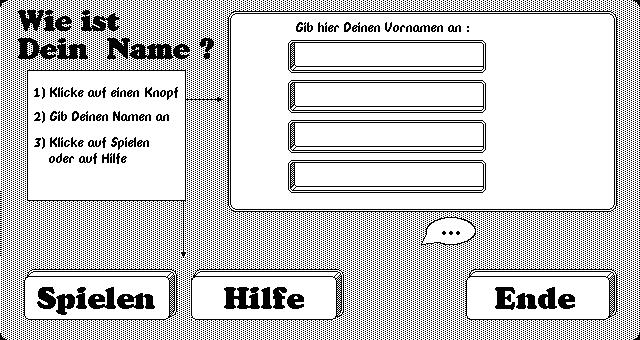 Wie ist
Dein Name ?
Gib hier Deinen Vornamen an :
1) Klicke auf einen Knopf
2) Gib Deinen Namen an
3) Klicke auf Spielen
oder auf Hilfe
...
Spielen
Hilfe
Ende